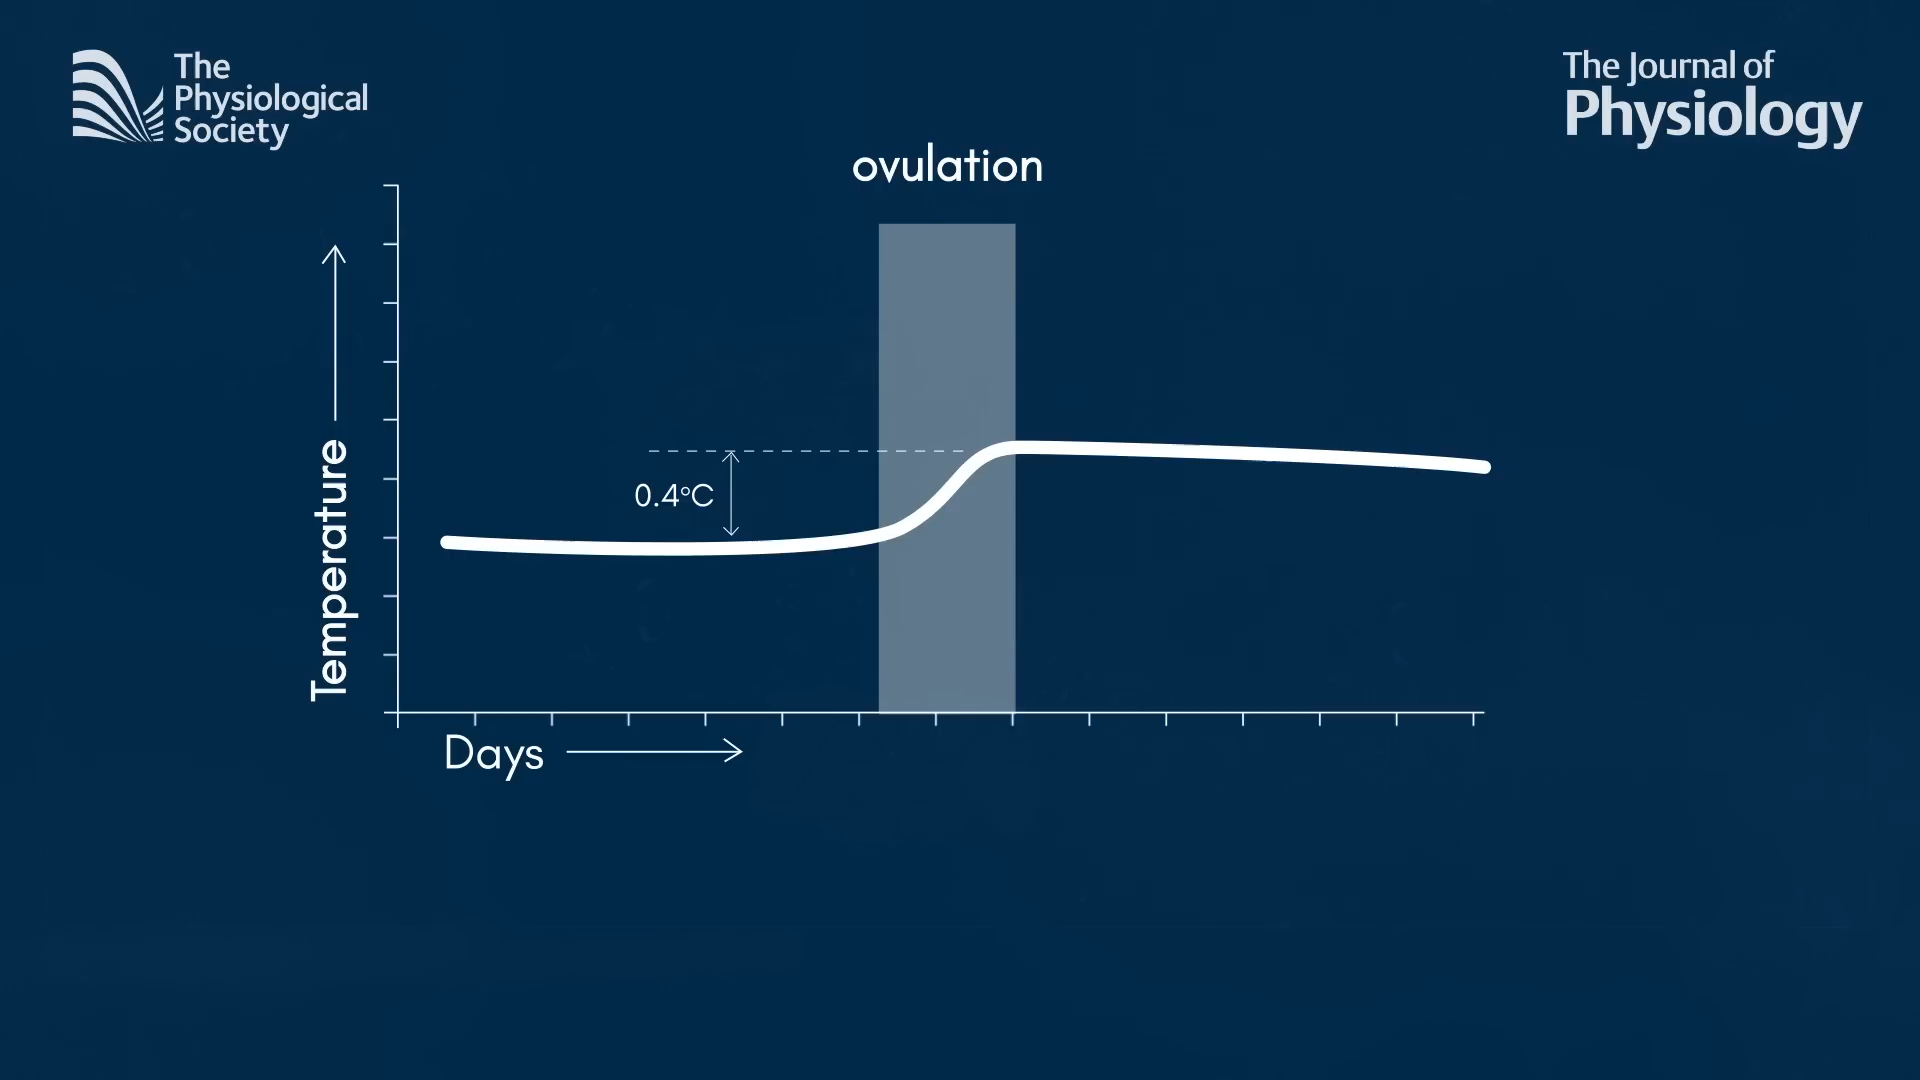 The
Physiological
Society
The Journal of
Physiology
ovulation
0.4°C
Temperature
Days